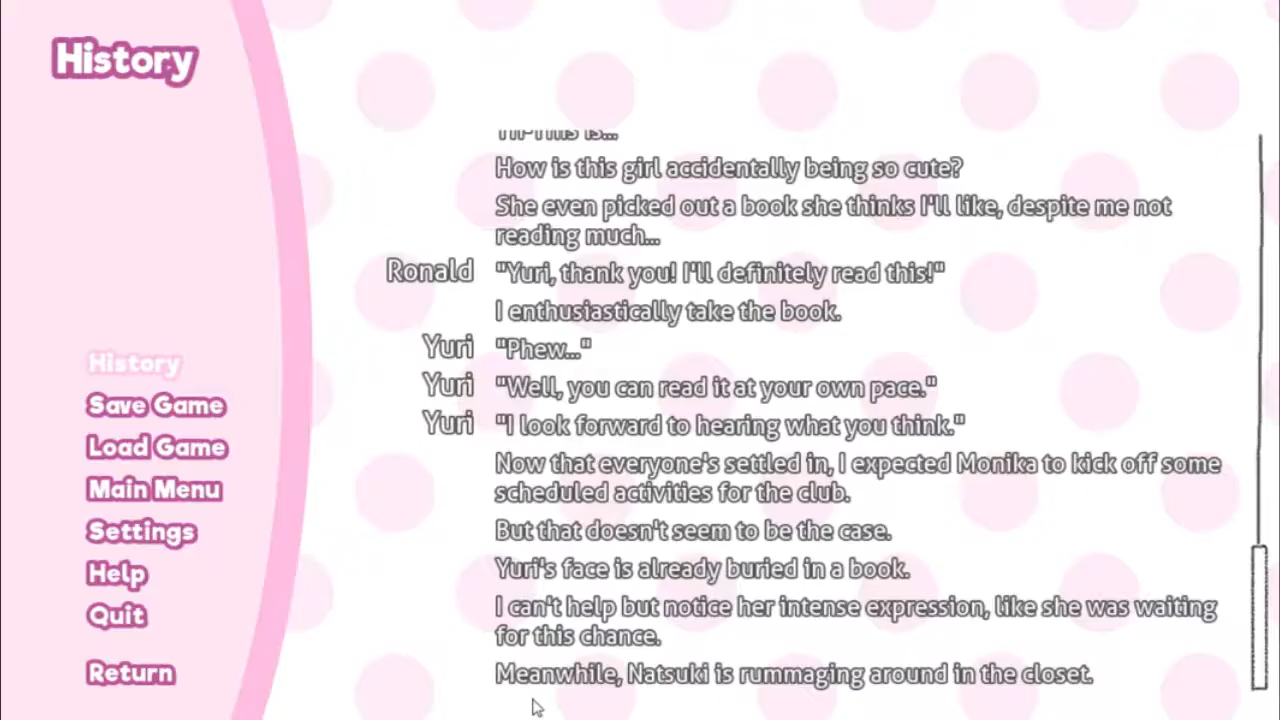 History
How is this girl accidentally being so cute?
She even picked out a book she thinks I'll like, despite me not
reading much...
Ronald "Yuri, thank you! I'll definitely read this!"
I enthusiastically take the book.
Yuri "Phew..."
Yuri "Well, you can read it at your own pace."
Yuri "I look forward to hearing what you think."
Now that everyone's settled in, I expected Monika to kick off some
scheduled activities for the club.
But that doesn't seem to be the case.
Yuri's face is already buried in a book.
I can't help but notice her intense expression, like she was waiting
for this chance.
Meanwhile, Natsuki is rummaging around in the closet.
History
Save Game
Load Game
Main Menu
Settings
Help
Quit
Return